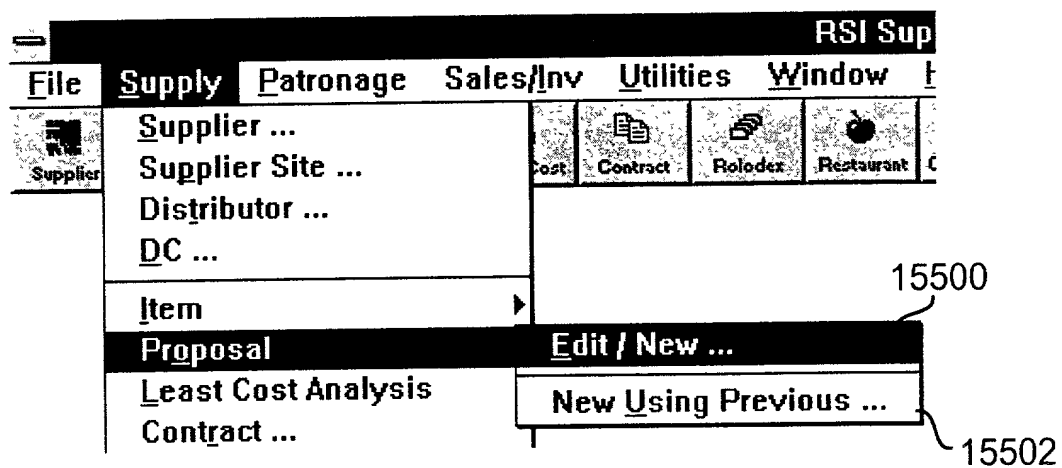 RSI Sup
File Supply Patronage Sales/Inv Utilities Window
Supplier Cost Contract Rolodex Restaurant
Supplier ...
Supplier Site ...
Distributor ...
DC ...
Item
Proposal
Least Cost Analysis
Contract ...
Edit / New ...
New Using Previous ...
15500
15502